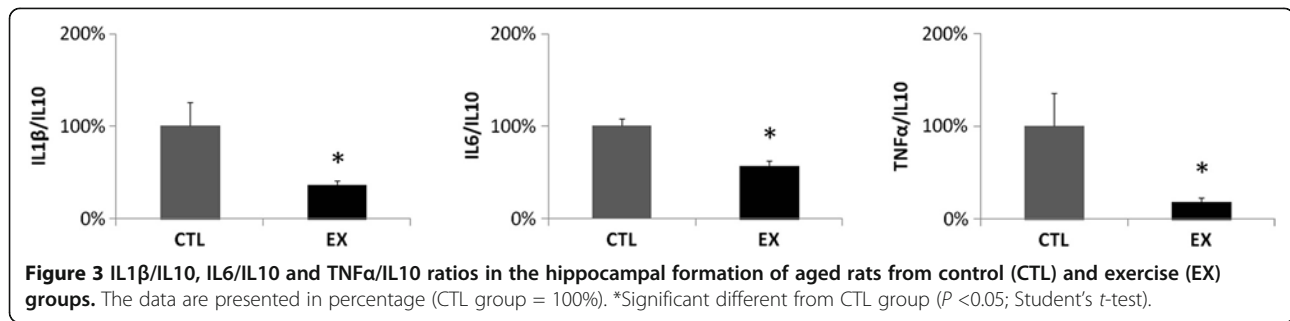 200%
100%
0%
IL1β/IL10
*
CTL EX
200%
100%
0%
IL6/IL10
*
CTL EX
200%
100%
0%
TNFα/IL10
*
CTL EX
Figure 3 IL1β/IL10, IL6/IL10 and TNFα/IL10 ratios in the hippocampal formation of aged rats from control (CTL) and exercise (EX)
groups. The data are presented in percentage (CTL group = 100%). *Significant different from CTL group (P <0.05; Student’s t-test).